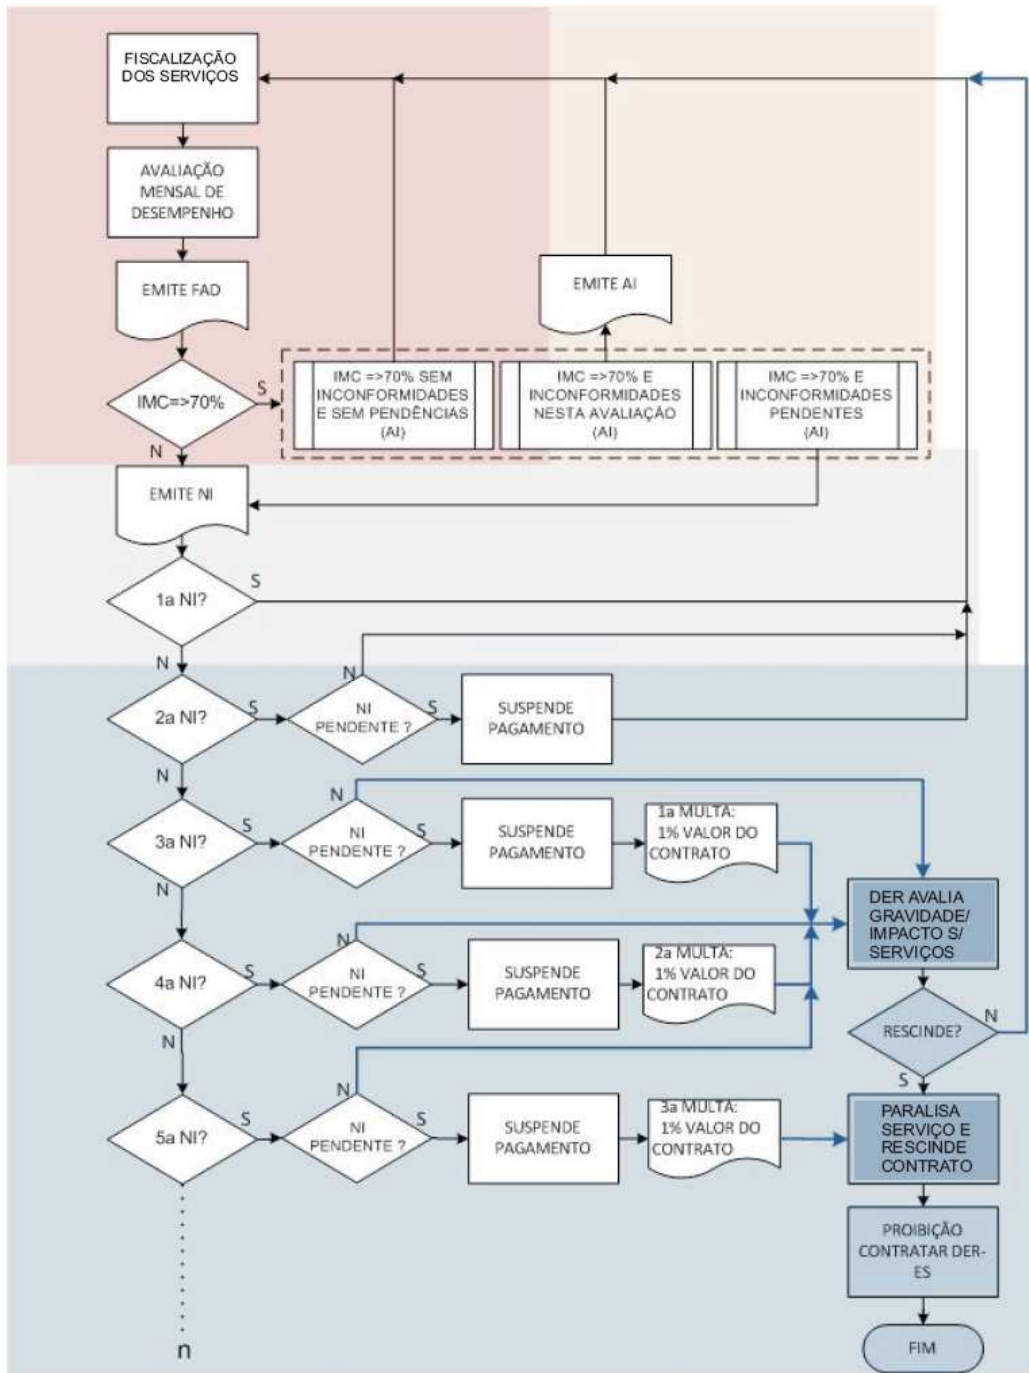 FISCALIZAÇÃO
DOS SERVIÇOS
AVALIAÇÃO
MENSAL DE
DESEMPENHO
EMITE FAD
EMITE AI
IMC=>70%
S
N
IMC =>70% SEM
INCONFORMIDADES
E SEM PENDÊNCIAS
(AI)
IMC =>70% E
INCONFORMIDADES
NESTA AVALIAÇÃO
(AI)
IMC =>70% E
INCONFORMIDADES
PENDENTES
(AI)
EMITE NI
1a NI?
S
N
2a NI?
S
N
NI
PENDENTE ?
N
S
SUSPENDE
PAGAMENTO
3a NI?
S
N
NI
PENDENTE ?
N
S
SUSPENDE
PAGAMENTO
1a MULTA:
1% VALOR DO
CONTRATO
DER AVALIA
GRAVIDADE/
IMPACTO S/
SERVIÇOS
4a NI?
S
N
NI
PENDENTE ?
N
S
SUSPENDE
PAGAMENTO
2a MULTA:
1% VALOR DO
CONTRATO
RESCINDE?
N
S
5a NI?
S
NI
PENDENTE ?
N
S
SUSPENDE
PAGAMENTO
3a MULTA:
1% VALOR DO
CONTRATO
PARALISA
SERVIÇO E
RESCINDE
CONTRATO
PROIBIÇÃO
CONTRATAR DER-
ES
n
FIM